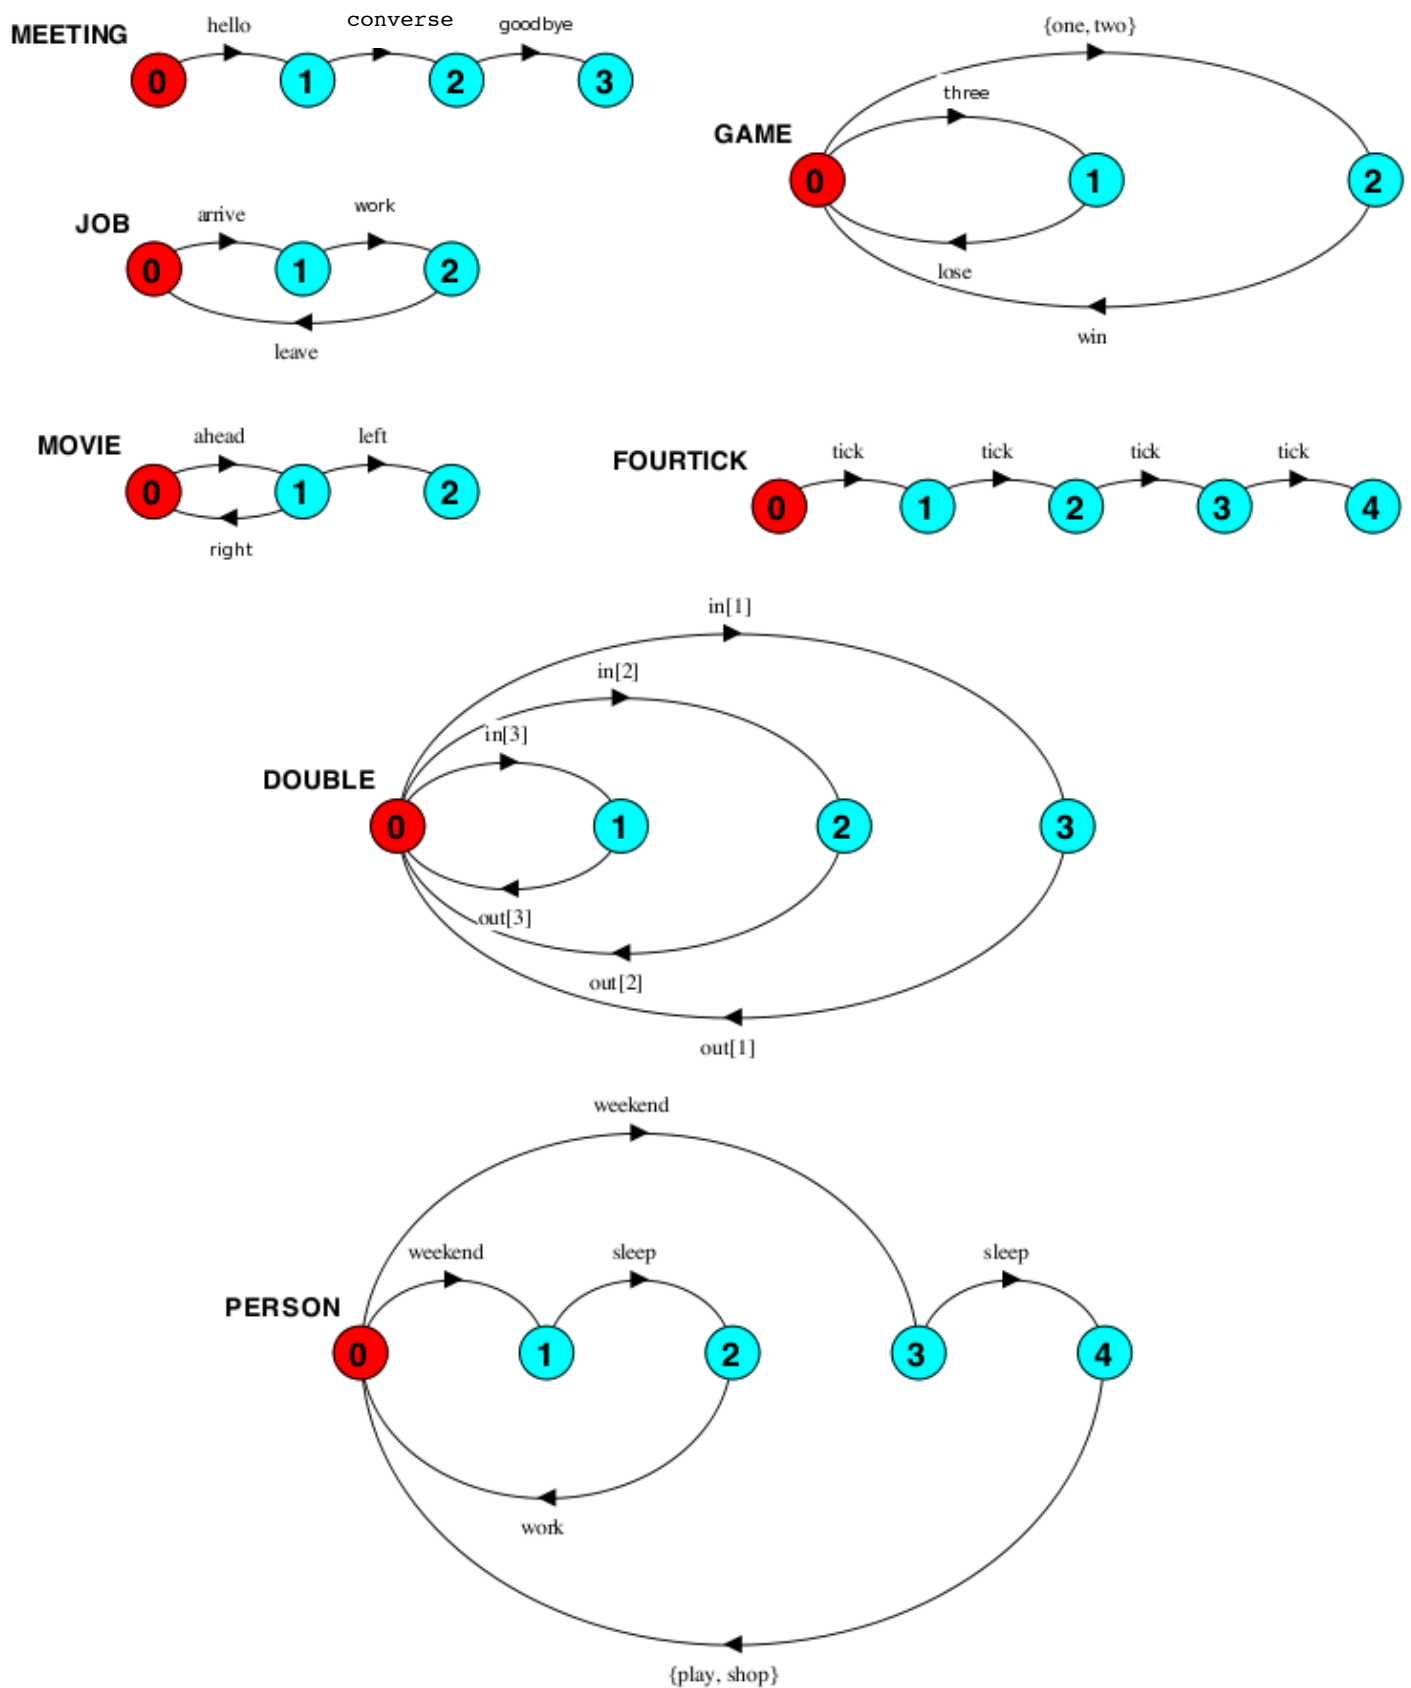 MEETING
hello
converse
goodbye
0 1 2 3
{one, two}
three
GAME
0 1 2
lose
win
JOB
arrive
work
0 1 2
leave
MOVIE
ahead
left
0 1 2
right
FOURTICK
tick tick tick tick
0 1 2 3 4
in[1]
in[2]
in[3]
DOUBLE
0 1 2 3
out[3]
out[2]
out[1]
weekend
weekend
sleep
sleep
PERSON
0 1 2 3 4
work
{play, shop}